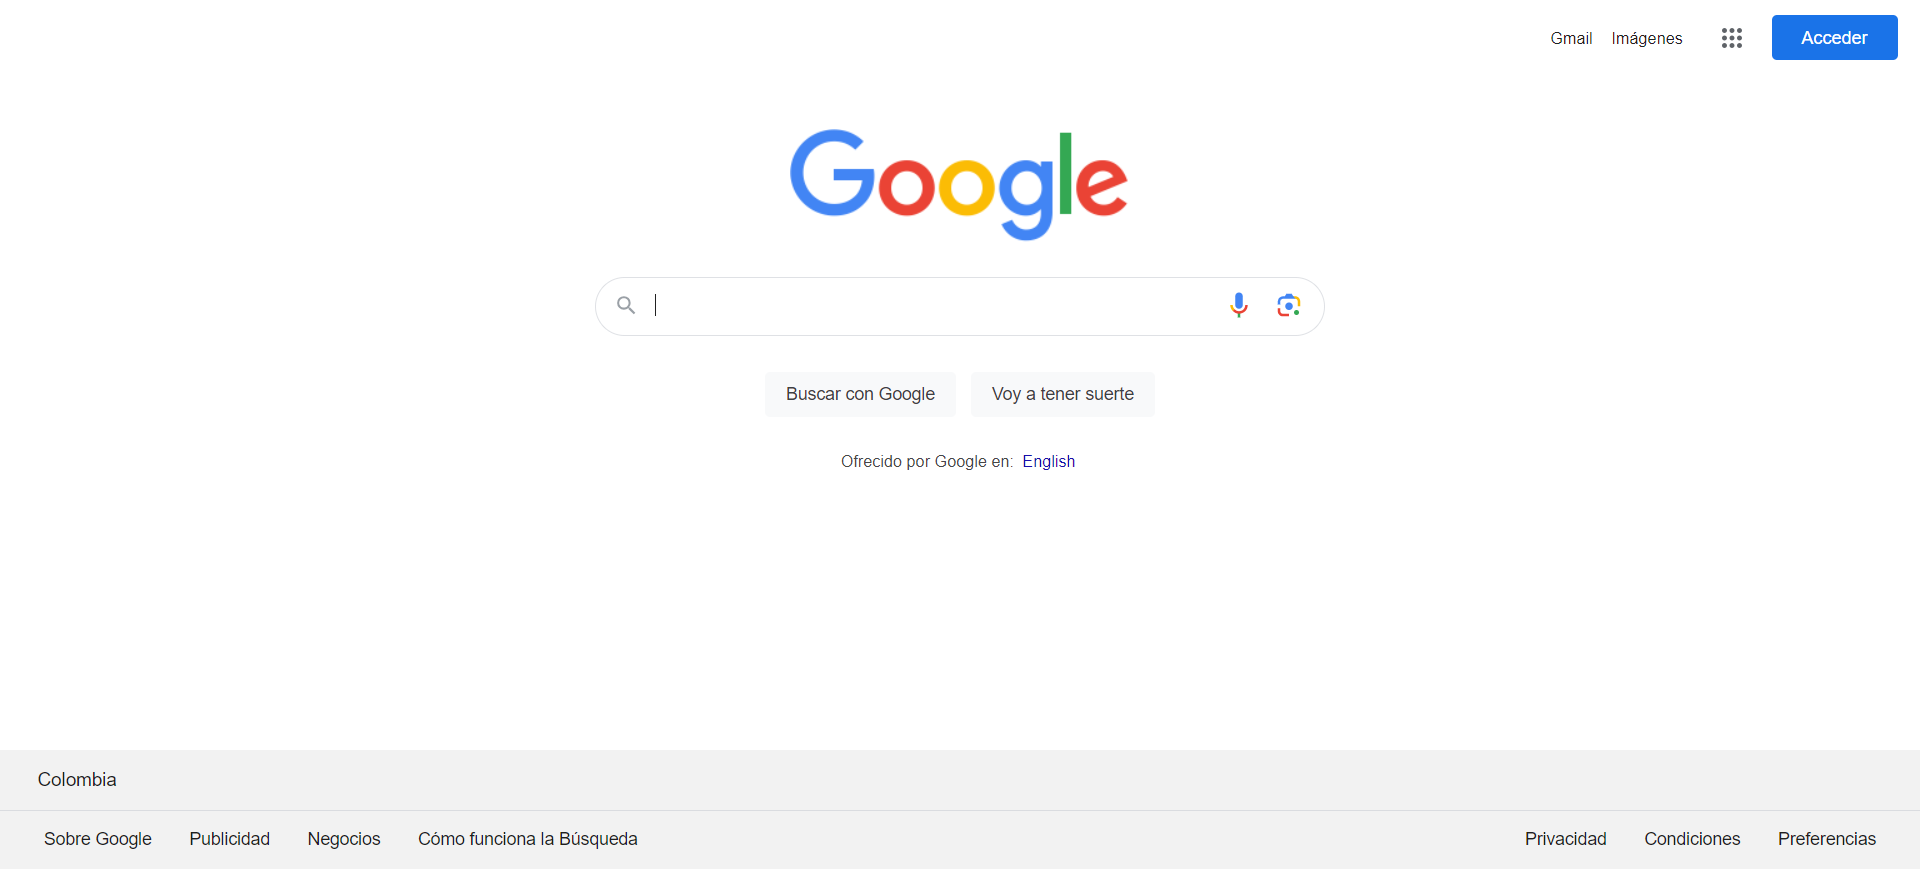 Gmail Imágenes Acceder
Google
Buscar con Google Voy a tener suerte
Ofrecido por Google en: English
Colombia
Sobre Google Publicidad Negocios Cómo funciona la Búsqueda Privacidad Condiciones Preferencias